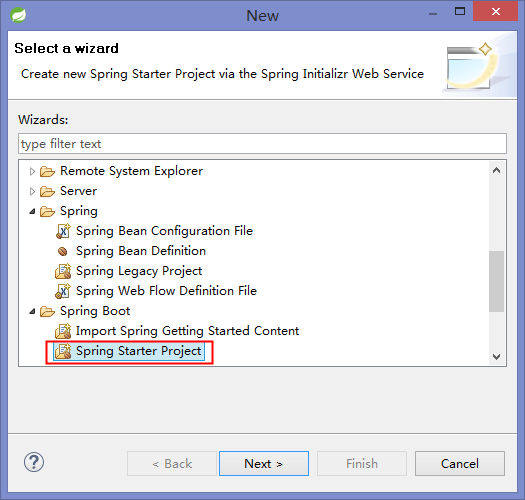 New
Select a wizard
Create new Spring Starter Project via the Spring Initializr Web Service
Wizards:
type filter text
Remote System Explorer
Server
Spring
Spring Bean Configuration File
Spring Bean Definition
Spring Legacy Project
Spring Web Flow Definition File
Spring Boot
Import Spring Getting Started Content
Spring Starter Project
< Back Next > Finish Cancel